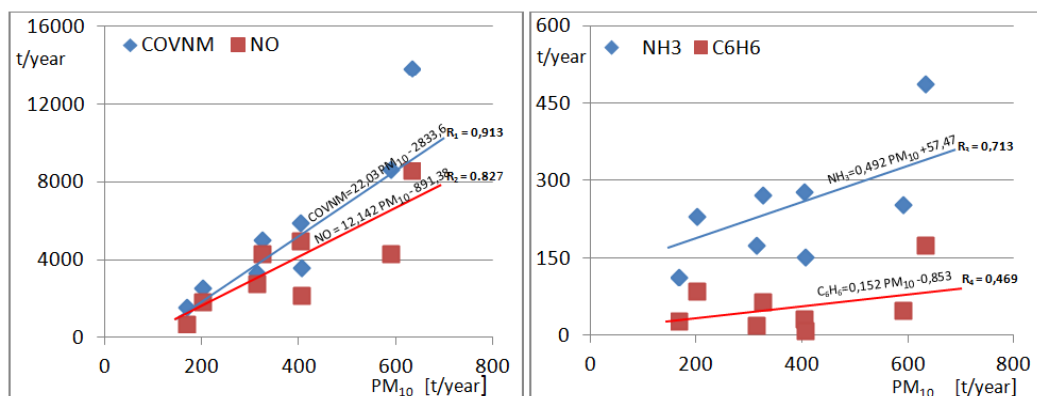 16000
t/year
COVNM NO
12000
8000
4000
0
0 200 400 600 800
PM10 [t/year]
COVNM=22,03 PM10-2833,6
R1 = 0,913
NO = 12,142 PM10-891,38
R2 = 0.827
600
t/year
NH3 C6H6
450
300
150
0
0 200 400 600 800
PM10 [t/year]
NH3=0,492 PM10+57,47
R3 = 0,713
C6H6=0,152 PM10-0,853
R4 = 0,469